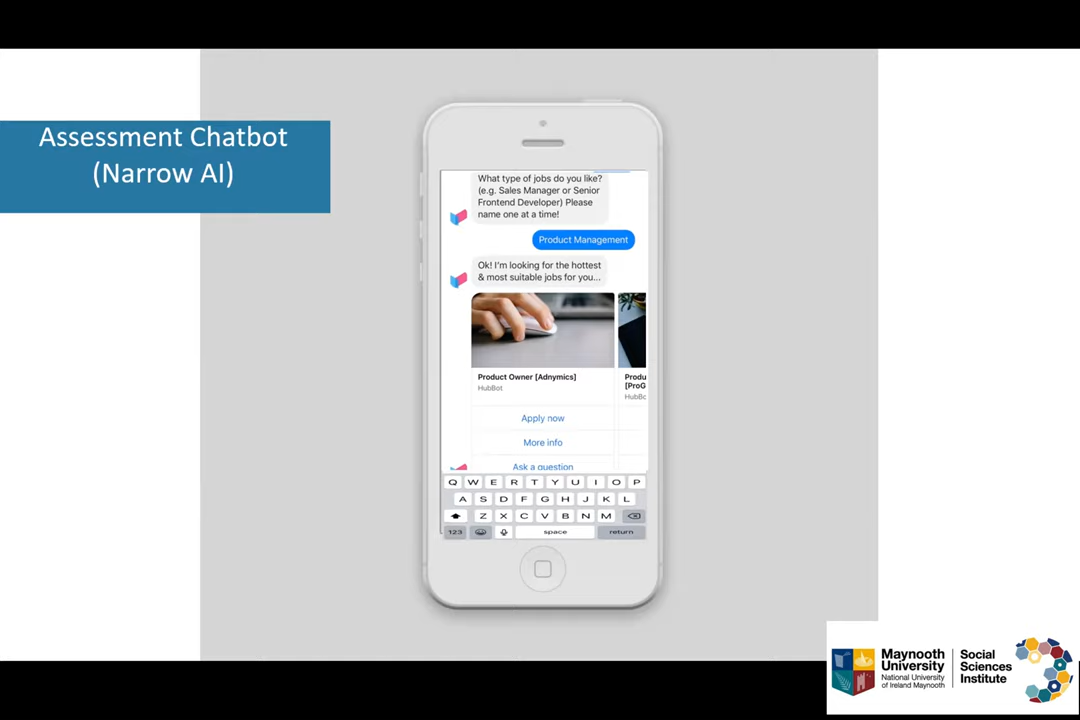 Assessment Chatbot
(Narrow AI)
What type of jobs do you like?
(e.g. Sales Manager or Senior
Frontend Developer) Please
name one at a time!
Product Management
Ok! I'm looking for the hottest
& most suitable jobs for you...
Product Owner [Adnymics]
HubBot
Apply now
More info
Ask a question
Produ
[ProG
HubBo
Q W E R T Y U I O P
A S D F G H J K L
Z X C V B N M
123 space return
Maynooth
University
National University
of Ireland Maynooth
Social
Sciences
Institute